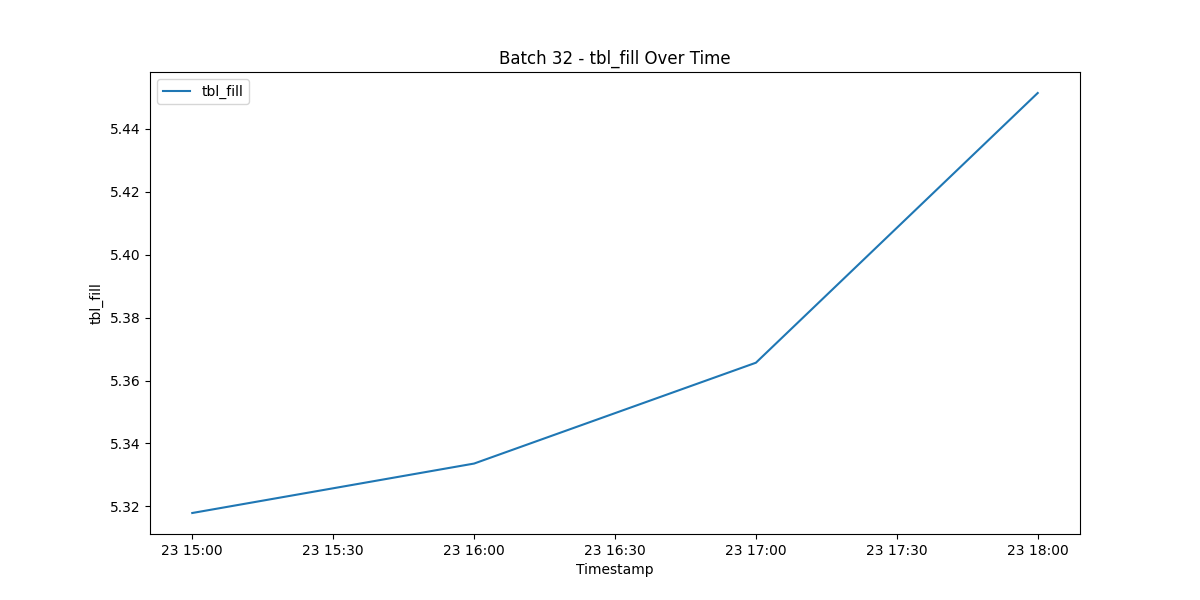 Batch 32 - tbl_fill Over Time
tbl_fill
5.44
5.42
5.40
5.38
5.36
5.34
5.32
tbl_fill
23 15:00 23 15:30 23 16:00 23 16:30 23 17:00 23 17:30 23 18:00
Timestamp